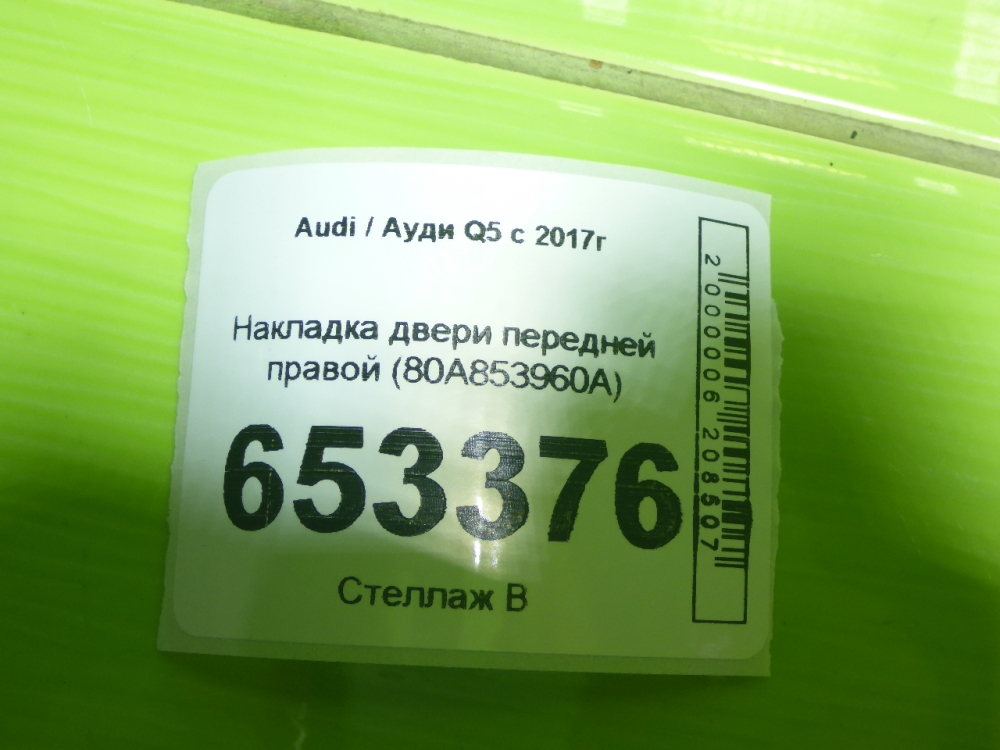 Audi / Ауди Q5 с 2017г
Накладка двери передней
правой (80A853960A)
653376
Стеллаж В
2 000006 208507